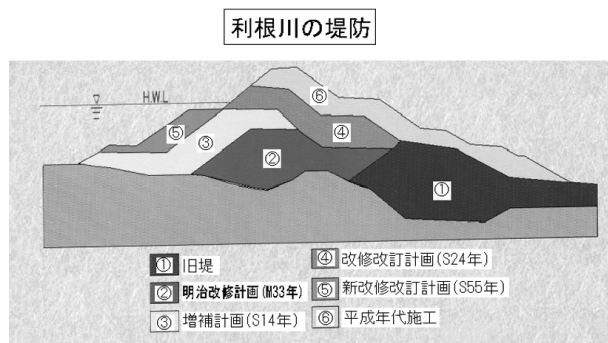 利根川の堤防
H.W.L
⑥
⑤
④
③
②
①
① 旧堤
② 明治改修計画(M33年)
③ 増補計画(S14年)
④ 改修改訂計画(S24年)
⑤ 新改修改訂計画(S55年)
⑥ 平成年代施工